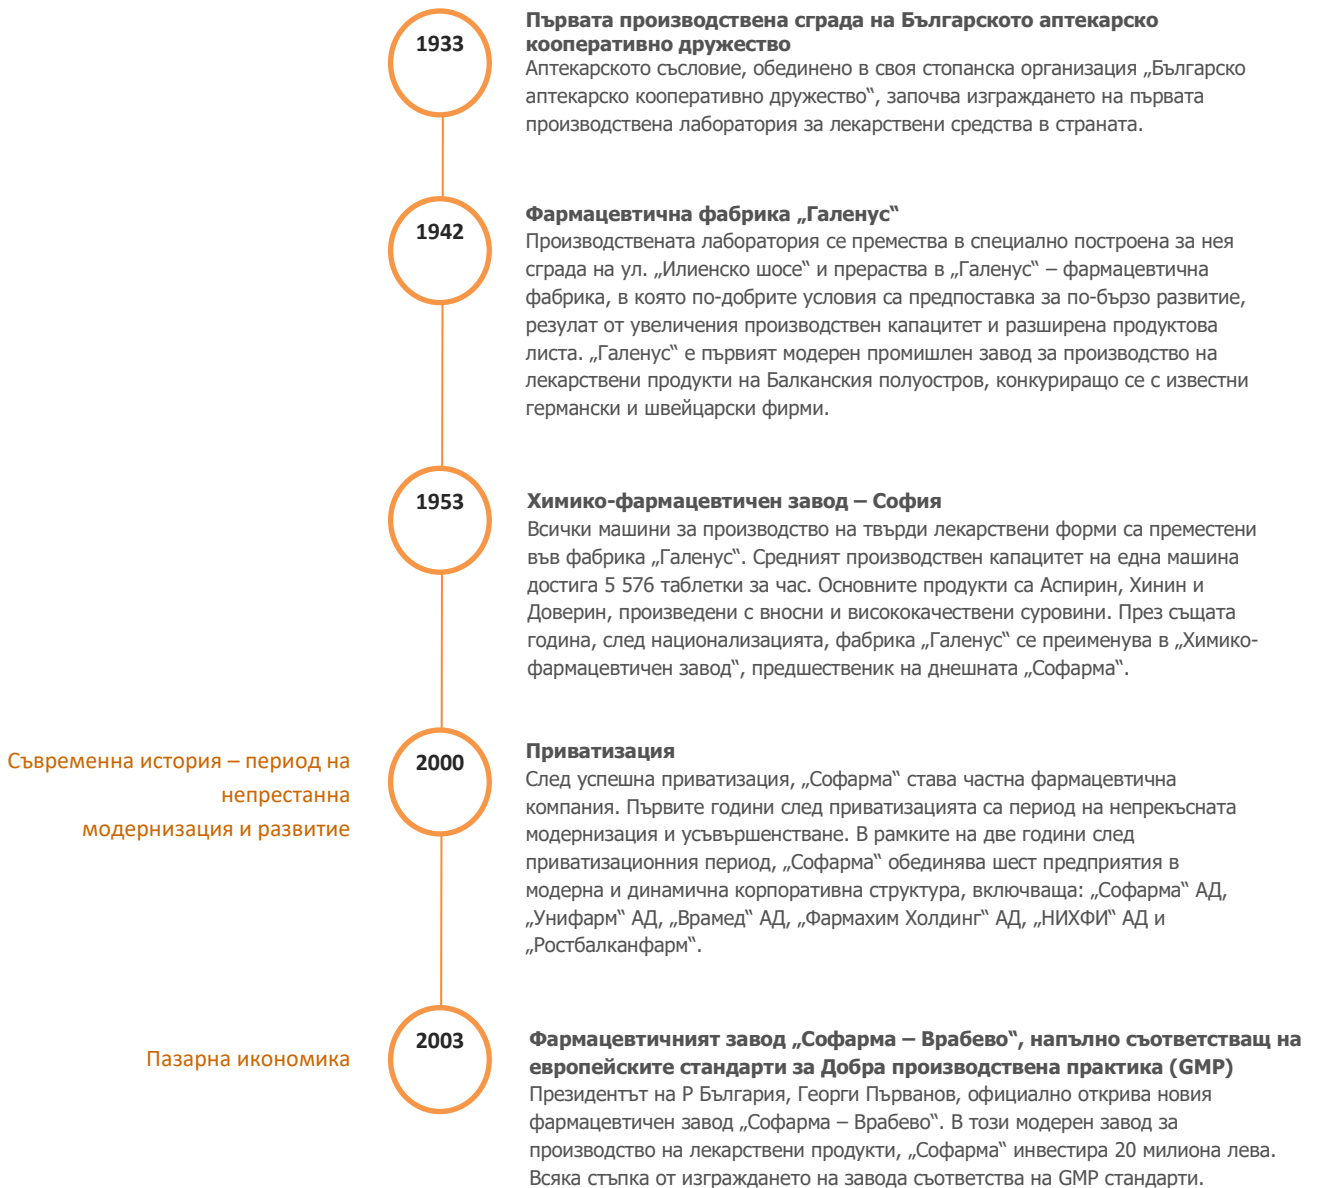 1933
Първата производствена сграда на Българското аптекарско
кооперативно дружество
Аптекарското съсловие, обединено в своя стопанска организация „Българско
аптекарско кооперативно дружество“, започва изграждането на първата
производствена лаборатория за лекарствени средства в страната.
1942
Фармацевтична фабрика „Галенус“
Производствената лаборатория се премества в специално построена за нея
сграда на ул. „Илиенско шосе“ и прераства в „Галенус“ – фармацевтична
фабрика, в която по-добрите условия са предпоставка за по-бързо развитие,
резулат от увеличения производствен капацитет и разширена продуктова
листа. „Галенус“ е първият модерен промишлен завод за производство на
лекарствени продукти на Балканския полуостров, конкуриращо се с известни
германски и швейцарски фирми.
1953
Химико-фармацевтичен завод – София
Всички машини за производство на твърди лекарствени форми са преместени
във фабрика „Галенус“. Средният производствен капацитет на една машина
достига 5 576 таблетки за час. Основните продукти са Аспирин, Хинин и
Доверин, произведени с вносни и висококачествени суровини. През същата
година, след национализацията, фабрика „Галенус“ се преименува в „Химико-
фармацевтичен завод“, предшественик на днешната „Софарма“.
Съвременна история – период на
непрестанна
модернизация и развитие
2000
Приватизация
След успешна приватизация, „Софарма“ става частна фармацевтична
компания. Първите години след приватизацията са период на непрекъсната
модернизация и усъвършенстване. В рамките на две години след
приватизационния период, „Софарма“ обединява шест предприятия в
модерна и динамична корпоративна структура, включваща: „Софарма“ АД,
„Унифарм“ АД, „Врамед“ АД, „Фармахим Холдинг“ АД, „НИХФИ“ АД и
„Ростбалканфарм“.
Пазарна икономика
2003
Фармацевтичният завод „Софарма – Врабево“, напълно съответстващ на
европейските стандарти за Добра производствена практика (GMP)
Президентът на Р България, Георги Първанов, официално открива новия
фармацевтичен завод „Софарма – Врабево“. В този модерен завод за
производство на лекарствени продукти, „Софарма“ инвестира 20 милиона лева.
Всяка стъпка от изграждането на завода съответства на GMP стандарти.